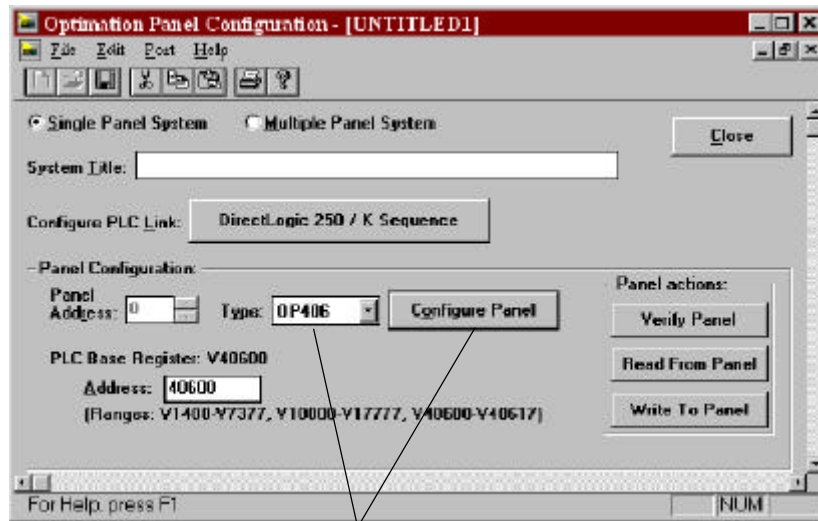 Optimation Panel Configuration - [UNTITLED1]
File Edit Port Help
Single Panel System Multiple Panel System
Close
System Title:
Configure PLC Link: DirectLogic 250 / K Sequence
Panel Configuration:
Panel Address: 0 Type: OP406 Configure Panel
Panel actions:
Verify Panel
PLC Base Register: V40600
Read From Panel
Address: 40600
(Ranges: V1400-V7377, V10000-V17777, V40600-V40617)
Write To Panel
For Help, press F1
NUM